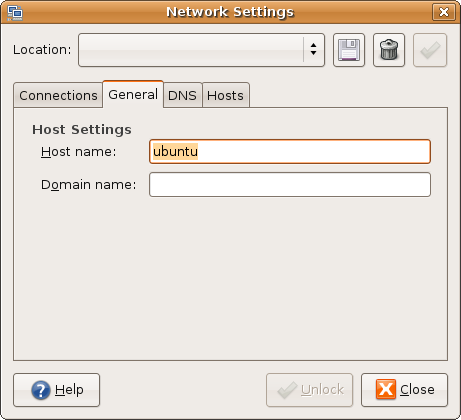 Network Settings
Location:
Connections General DNS Hosts
Host Settings
Host name: ubuntu
Domain name:
Help Unlock Close